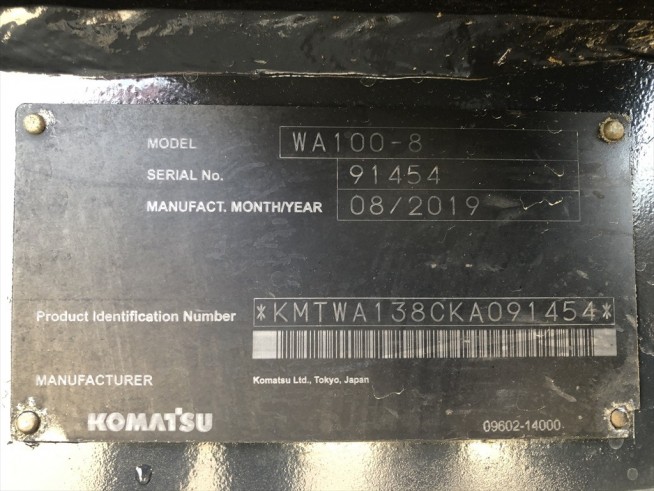 MODEL WA100-8
SERIAL No. 91454
MANUFACT. MONTH/YEAR 08/2019
Product Identification Number *KMTWA138CKA091454*
MANUFACTURER Komatsu Ltd., Tokyo, Japan
KOMATSU 09602-14000